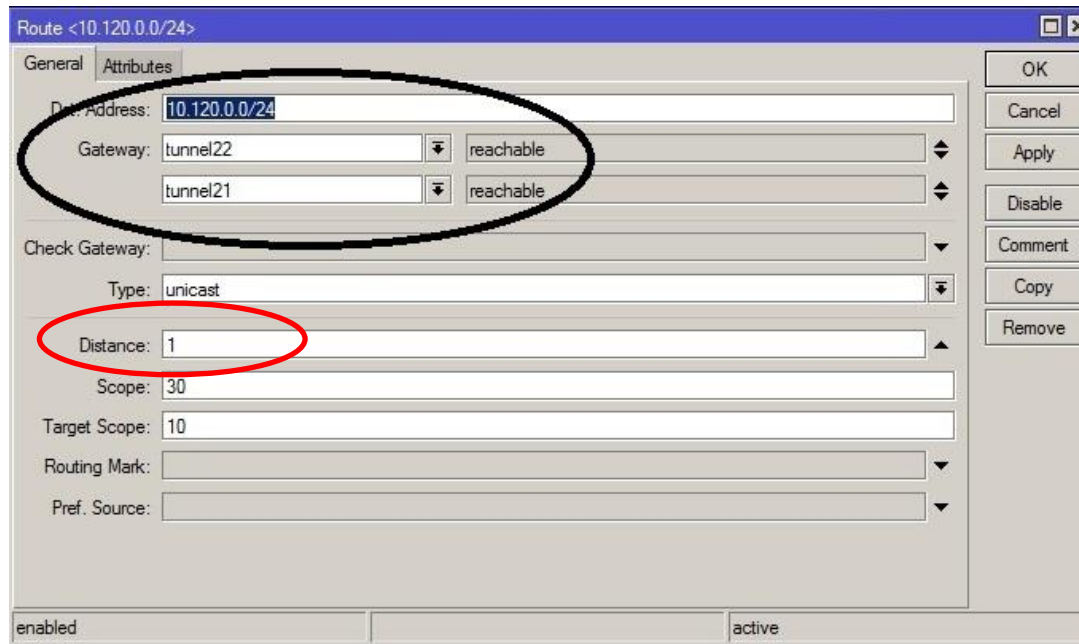 Route <10.120.0.0/24>
General Attributes
OK
Dst. Address: 10.120.0.0/24
Cancel
Gateway: tunnel22 reachable
Apply
tunnel21 reachable
Disable
Check Gateway:
Comment
Type: unicast
Copy
Remove
Distance: 1
Scope: 30
Target Scope: 10
Routing Mark:
Pref. Source:
enabled active